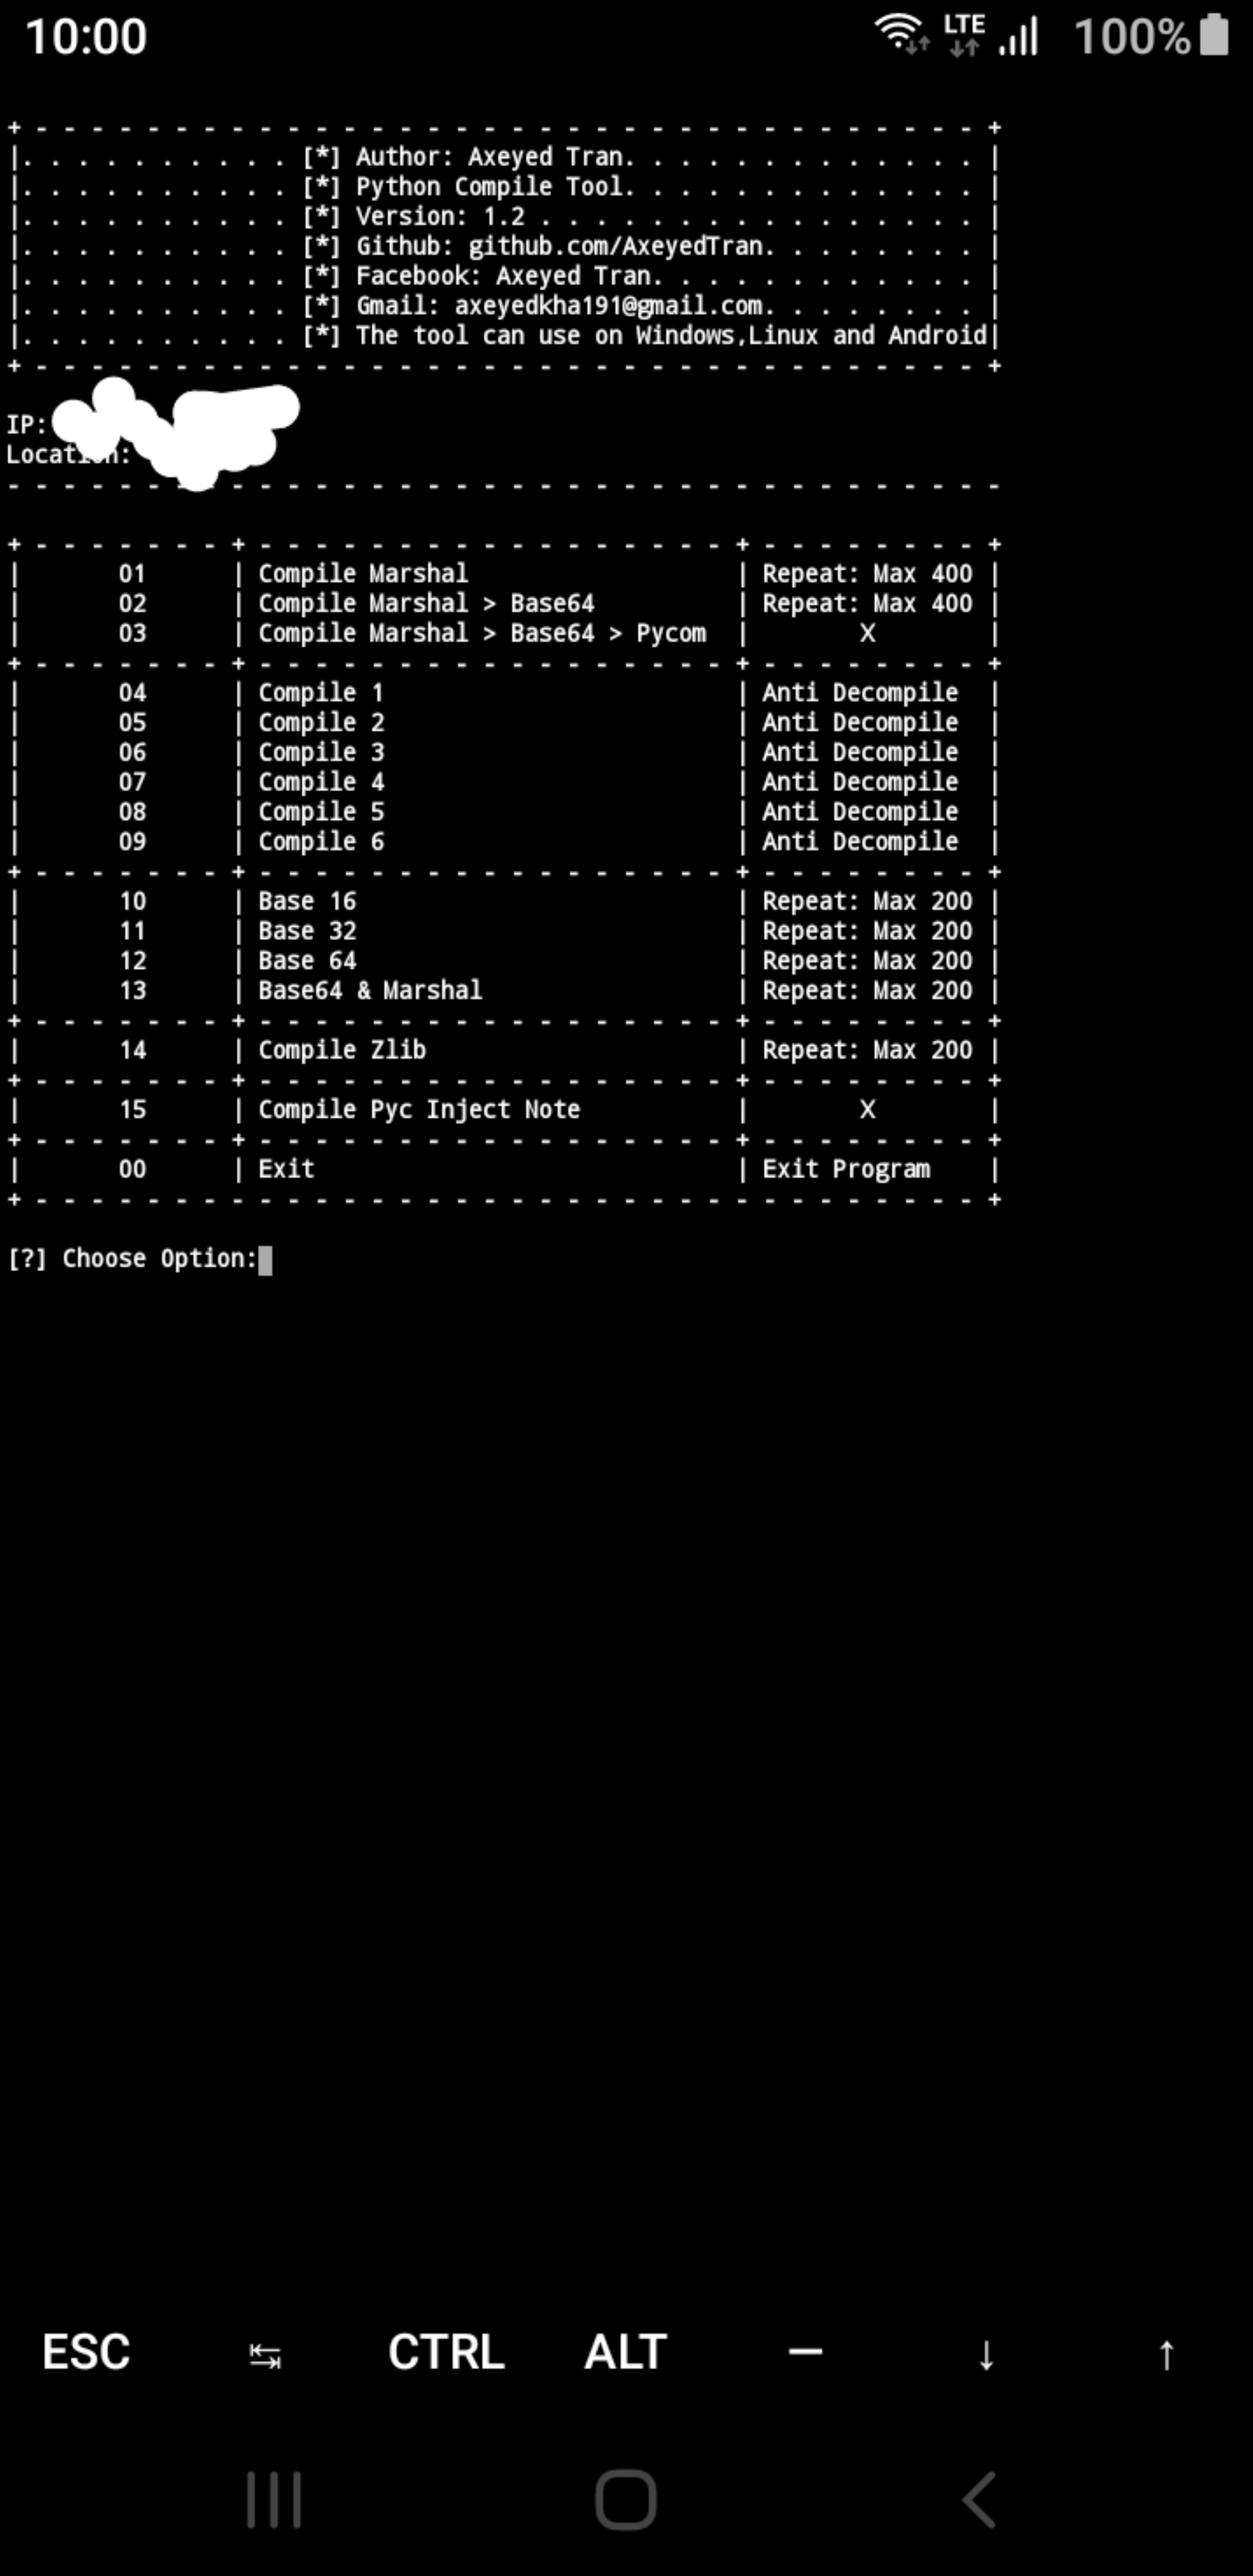 10:00 LTE 100%
+ - - - - - - - - - - - - - - - - - - - - - - - - - - - - - - - - - - +
|. . . . . . . . . . [*] Author: Axeyed Tran. . . . . . . . . . . . . |
|. . . . . . . . . . [*] Python Compile Tool. . . . . . . . . . . . . |
|. . . . . . . . . . [*] Version: 1.2 . . . . . . . . . . . . . . . . |
|. . . . . . . . . . [*] Github: github.com/AxeyedTran. . . . . . . . |
|. . . . . . . . . . [*] Facebook: Axeyed Tran. . . . . . . . . . . . |
|. . . . . . . . . . [*] Gmail: axeyedkha191@gmail.com. . . . . . . . |
|. . . . . . . . . . [*] The tool can use on Windows,Linux and Android|
+ - - - - - - - - - - - - - - - - - - - - - - - - - - - - - - - - - - +
IP:
Location:
- - - - - - - - - - - - - - - - - - - - - - - - - - - - - - - - - - - -
+ - - - - - - - + - - - - - - - - - - - - - - - - - + - - - - - - - - +
| 01 | Compile Marshal | Repeat: Max 400 |
| 02 | Compile Marshal > Base64 | Repeat: Max 400 |
| 03 | Compile Marshal > Base64 > Pycom | X |
+ - - - - - - - + - - - - - - - - - - - - - - - - - + - - - - - - - - +
| 04 | Compile 1 | Anti Decompile |
| 05 | Compile 2 | Anti Decompile |
| 06 | Compile 3 | Anti Decompile |
| 07 | Compile 4 | Anti Decompile |
| 08 | Compile 5 | Anti Decompile |
| 09 | Compile 6 | Anti Decompile |
+ - - - - - - - + - - - - - - - - - - - - - - - - - + - - - - - - - - +
| 10 | Base 16 | Repeat: Max 200 |
| 11 | Base 32 | Repeat: Max 200 |
| 12 | Base 64 | Repeat: Max 200 |
| 13 | Base64 & Marshal | Repeat: Max 200 |
+ - - - - - - - + - - - - - - - - - - - - - - - - - + - - - - - - - - +
| 14 | Compile Zlib | Repeat: Max 200 |
+ - - - - - - - + - - - - - - - - - - - - - - - - - + - - - - - - - - +
| 15 | Compile Pyc Inject Note | X |
+ - - - - - - - + - - - - - - - - - - - - - - - - - + - - - - - - - - +
| 00 | Exit | Exit Program |
+ - - - - - - - - - - - - - - - - - - - - - - - - - - - - - - - - - - +
[?] Choose Option:
ESC ↹ CTRL ALT — ↓ ↑